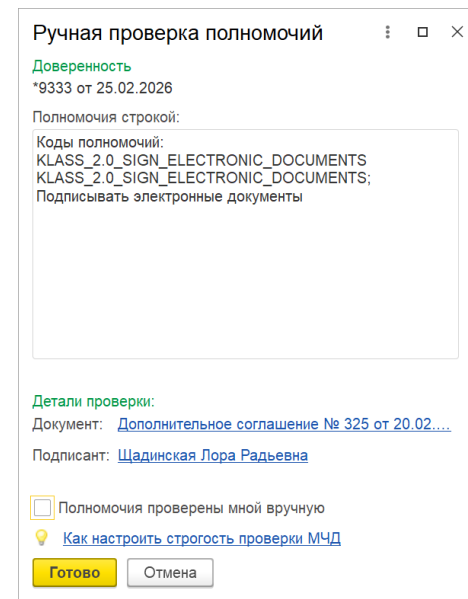 Ручная проверка полномочий
Доверенность
*9333 от 25.02.2026
Полномочия строкой:
Коды полномочий:
KLASS_2.0_SIGN_ELECTRONIC_DOCUMENTS
KLASS_2.0_SIGN_ELECTRONIC_DOCUMENTS;
Подписывать электронные документы
Детали проверки:
Документ: Дополнительное соглашение № 325 от 20.02....
Подписант: Щадинская Лора Радьевна
Полномочия проверены мной вручную
Как настроить строгость проверки МЧД
Готово Отмена